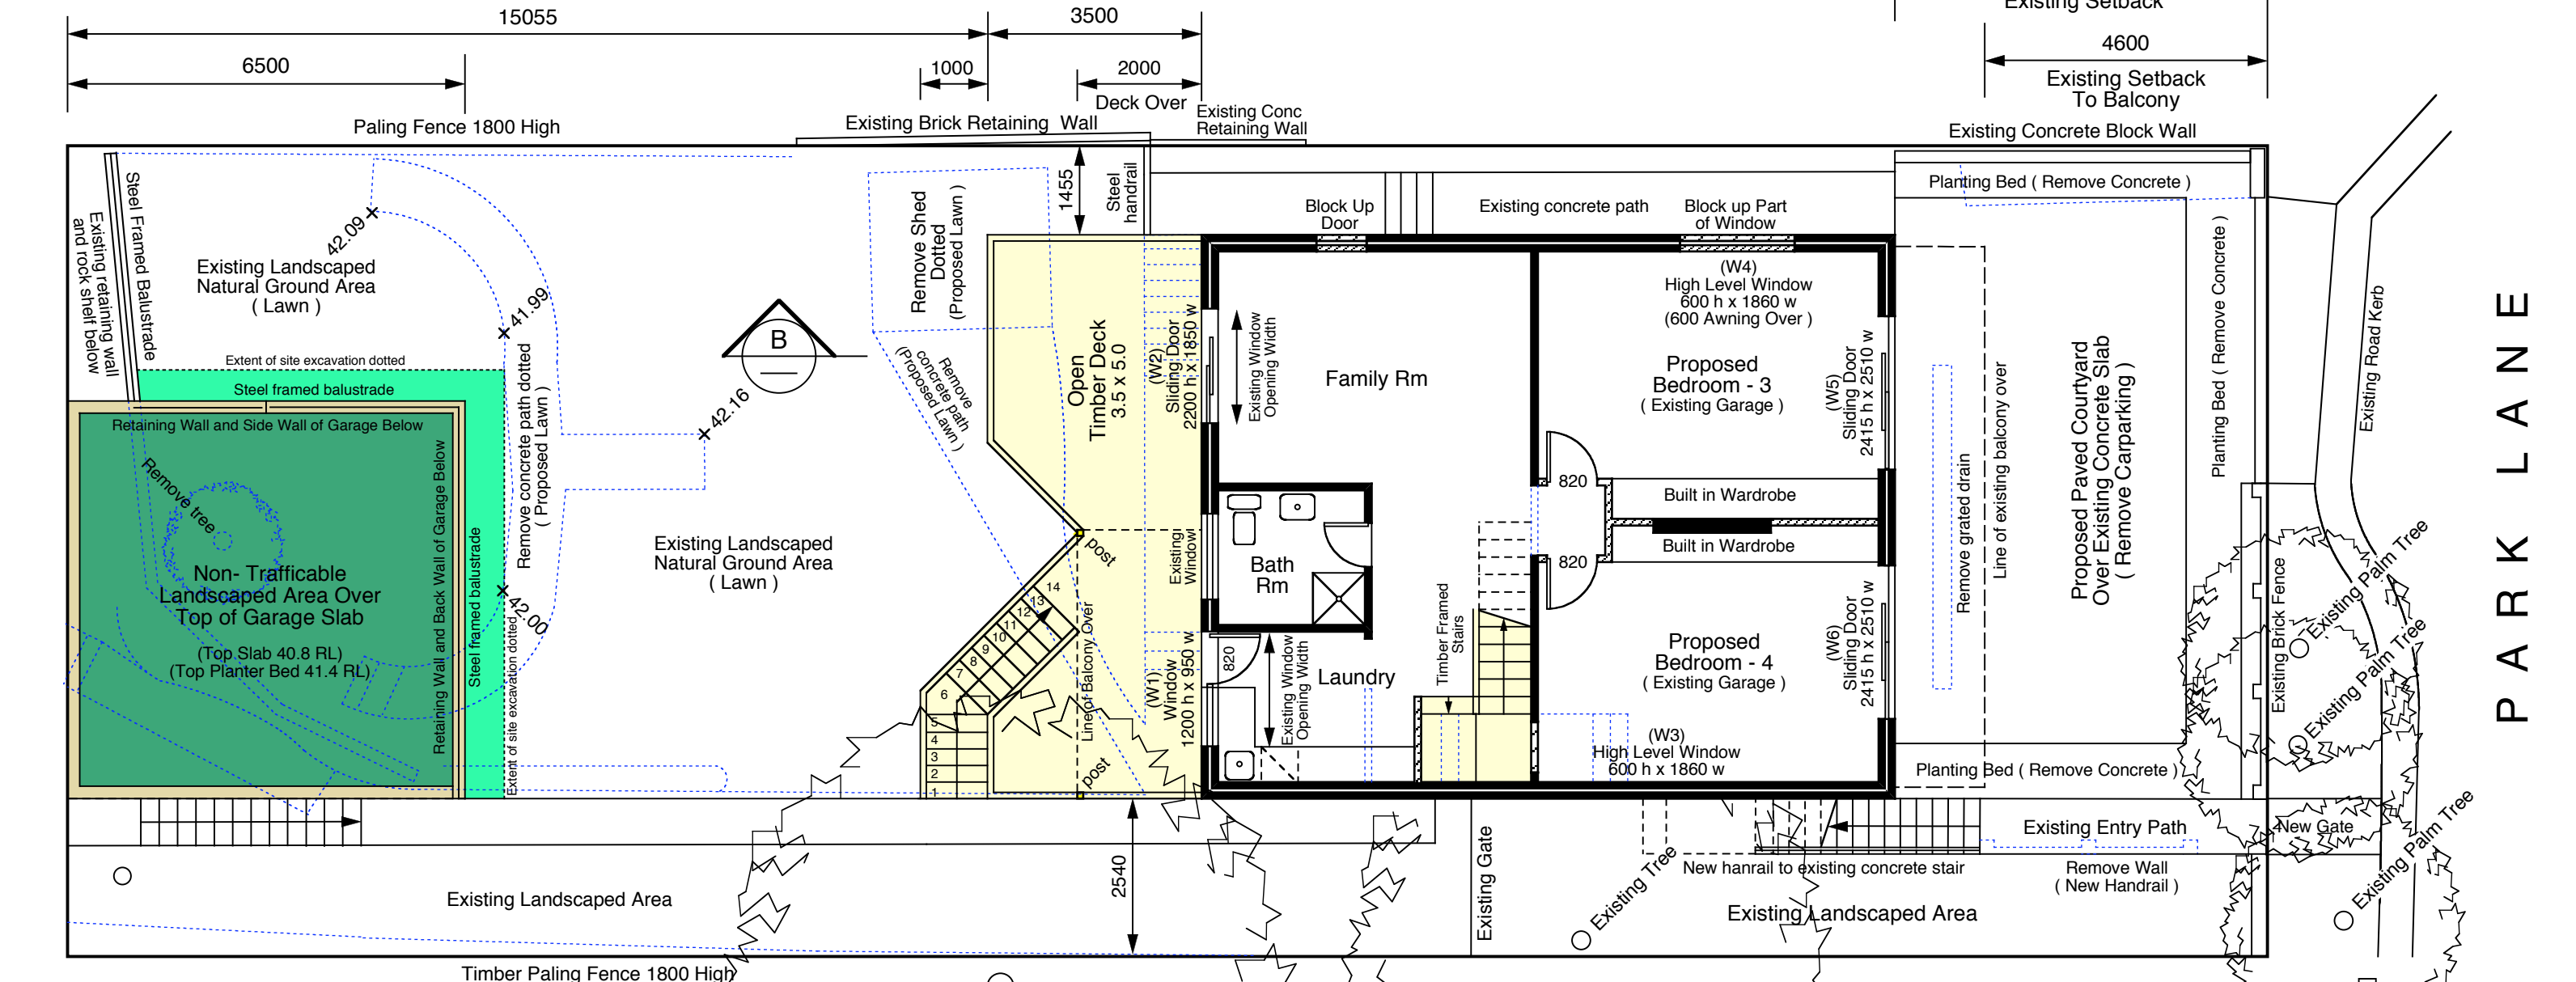 15055
3500
Existing Setback
6500
1000
2000
4600
Deck Over
Existing Setback
To Balcony
Paling Fence 1800 High
Existing Brick Retaining Wall
Existing Conc
Retaining Wall
Existing Concrete Block Wall
Steel Framed Balustrade
Existing retaining wall
and rock shelf below
42.09
Existing Landscaped
Natural Ground Area
( Lawn )
41.99
Extent of site excavation dotted
Steel framed balustrade
Retaining Wall and Side Wall of Garage Below
Remove tree
Non- Trafficable
Landscaped Area Over
Top of Garage Slab
(Top Slab 40.8 RL)
(Top Planter Bed 41.4 RL)
Retaining Wall and Back Wall of Garage Below
Steel framed balustrade
Extent of site excavation dotted
Remove concrete path dotted
( Proposed Lawn )
42.00
42.16
B
Existing Landscaped
Natural Ground Area
( Lawn )
Remove Shed
Dotted
(Proposed Lawn )
Remove
concrete path
(Proposed Lawn )
1455
Steel
handrail
Open
Timber Deck
3.5 x 5.0
(W2)
Sliding Door
2200 h x 1850 w
Existing Window
Opening Width
post
Existing
Window
Line of Balcony Over
post
14
13
12
11
10
9
8
7
6
5
4
3
2
1
(W1)
Window
1200 h x 950 w
820
Existing Window
Opening Width
Block Up
Door
Existing concrete path
Block up Part
of Window
Family Rm
(W4)
High Level Window
600 h x 1860 w
(600 Awning Over )
Proposed
Bedroom - 3
( Existing Garage )
(W5)
Sliding Door
2415 h x 2510 w
820
Built in Wardrobe
Built in Wardrobe
820
Bath
Rm
Laundry
Timber Framed
Stairs
Proposed
Bedroom - 4
( Existing Garage )
(W6)
Sliding Door
2415 h x 2510 w
(W3)
High Level Window
600 h x 1860 w
Planting Bed ( Remove Concrete )
Remove grated drain
Line of existing balcony over
Proposed Paved Courtyard
Over Existing Concrete Slab
( Remove Carparking )
Planting Bed ( Remove Concrete )
Planting Bed ( Remove Concrete )
Existing Brick Fence
Existing Road Kerb
PARK LANE
Existing Palm Tree
Existing Palm Tree
Existing Palm Tree
Existing Entry Path
New Gate
New hanrail to existing concrete stair
Remove Wall
( New Handrail )
2540
Existing Gate
Existing Tree
Existing Landscaped Area
Existing Landscaped Area
Timber Paling Fence 1800 High